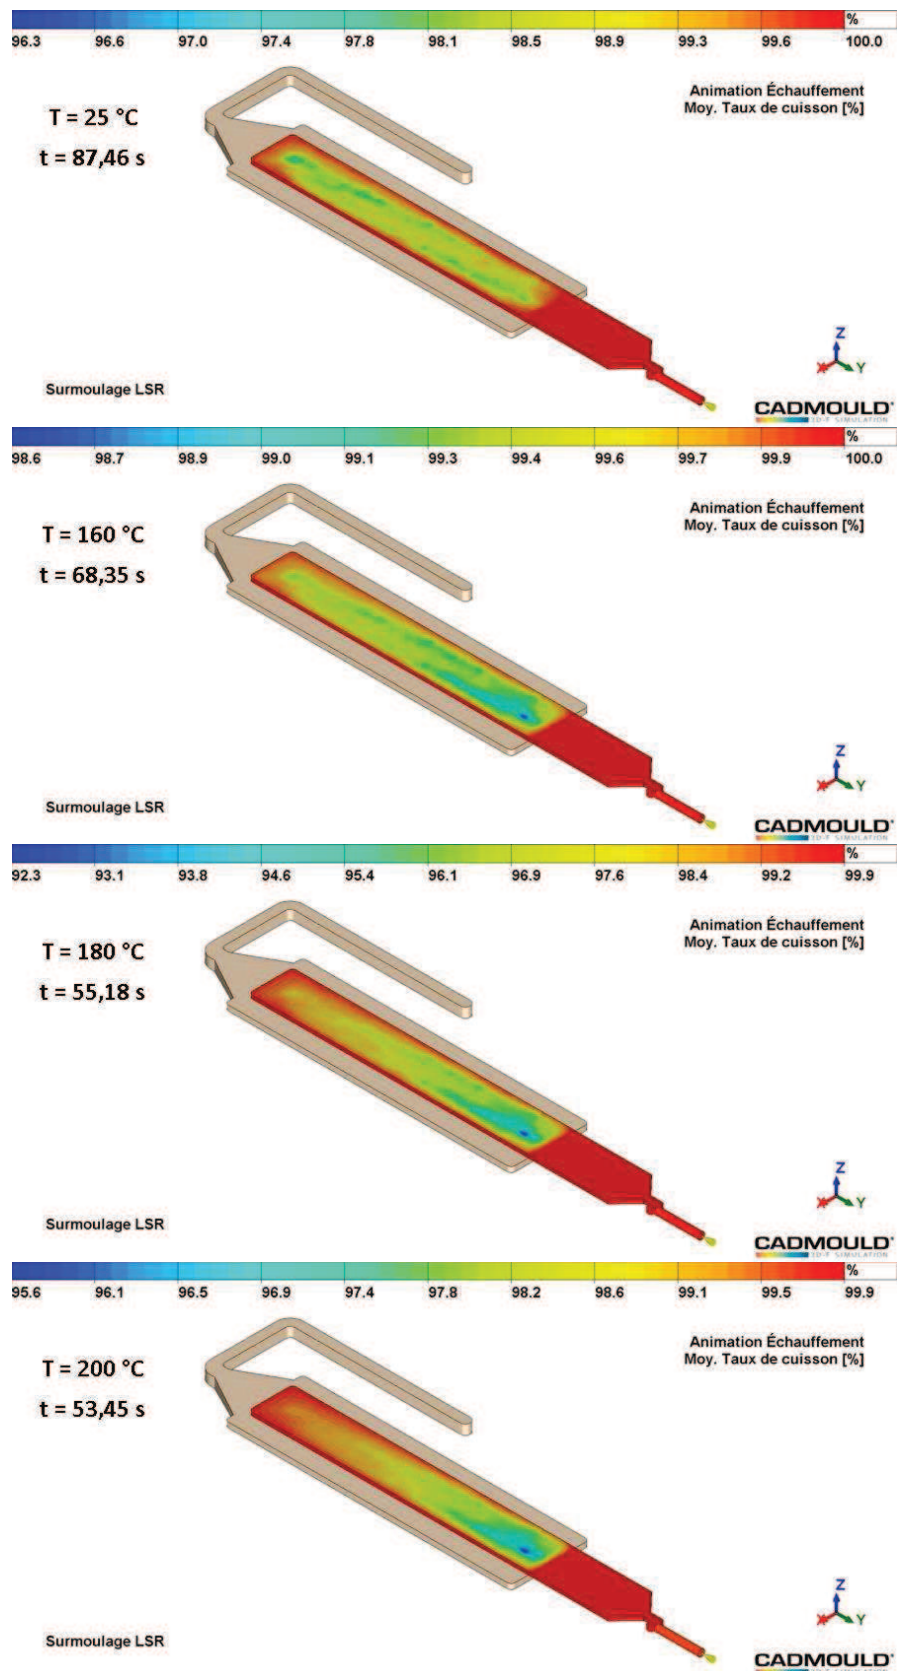 %
96.3 96.6 97.0 97.4 97.8 98.1 98.5 98.9 99.3 99.6 100.0
Animation Échauffement
Moy. Taux de cuisson [%]
T = 25 °C
t = 87,46 s
Z
X Y
Surmoulage LSR
CADMOULD
3D-F SIMULATION
%
98.6 98.7 98.9 99.0 99.1 99.3 99.4 99.6 99.7 99.9 100.0
Animation Échauffement
Moy. Taux de cuisson [%]
T = 160 °C
t = 68,35 s
Z
X Y
Surmoulage LSR
CADMOULD
3D-F SIMULATION
%
92.3 93.1 93.8 94.6 95.4 96.1 96.9 97.6 98.4 99.2 99.9
Animation Échauffement
Moy. Taux de cuisson [%]
T = 180 °C
t = 55,18 s
Z
X Y
Surmoulage LSR
CADMOULD
3D-F SIMULATION
%
95.6 96.1 96.5 96.9 97.4 97.8 98.2 98.6 99.1 99.5 99.9
Animation Échauffement
Moy. Taux de cuisson [%]
T = 200 °C
t = 53,45 s
Z
X Y
Surmoulage LSR
CADMOULD